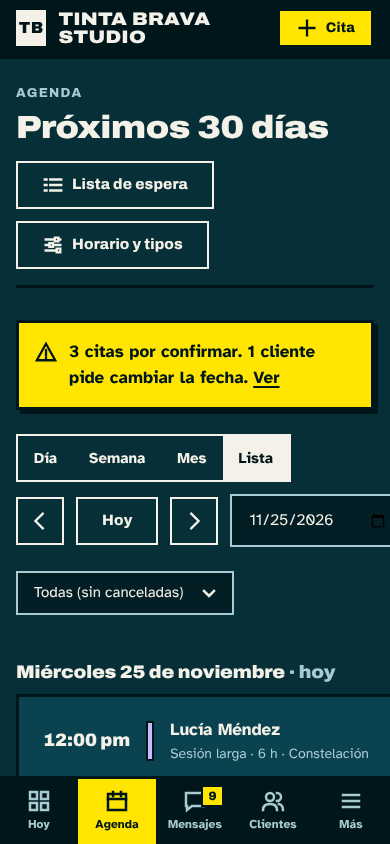 TB
TINTA BRAVA
STUDIO
Cita
AGENDA
Próximos 30 días
Lista de espera
Horario y tipos
3 citas por confirmar. 1 cliente
pide cambiar la fecha. Ver
Día Semana Mes Lista
Hoy 11/25/2026
Todas (sin canceladas)
Miércoles 25 de noviembre · hoy
12:00 pm
Lucía Méndez
Sesión larga · 6 h · Constelación
9
Hoy Agenda Mensajes Clientes Más